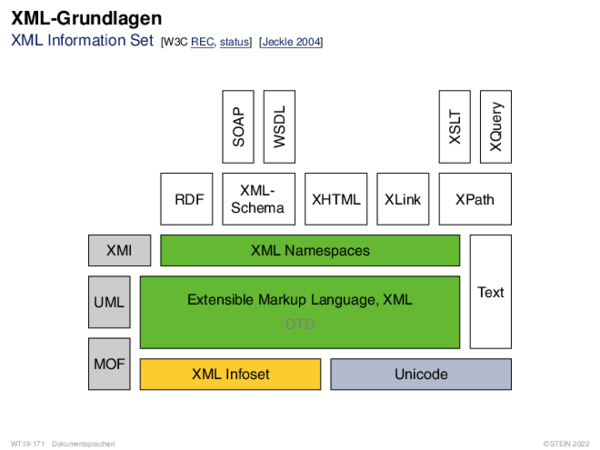 XML-Grundlagen
XML Information Set [W3C REC, status] [Jeckle 2004]
SOAP
WSDL
XSLT
XQuery
RDF
XML-
Schema
XHTML
XLink
XPath
XMI
XML Namespaces
UML
Extensible Markup Language, XML
DTD
Text
MOF
XML Infoset
Unicode
WT:III-171 Dokumentsprachen
©STEIN 2022